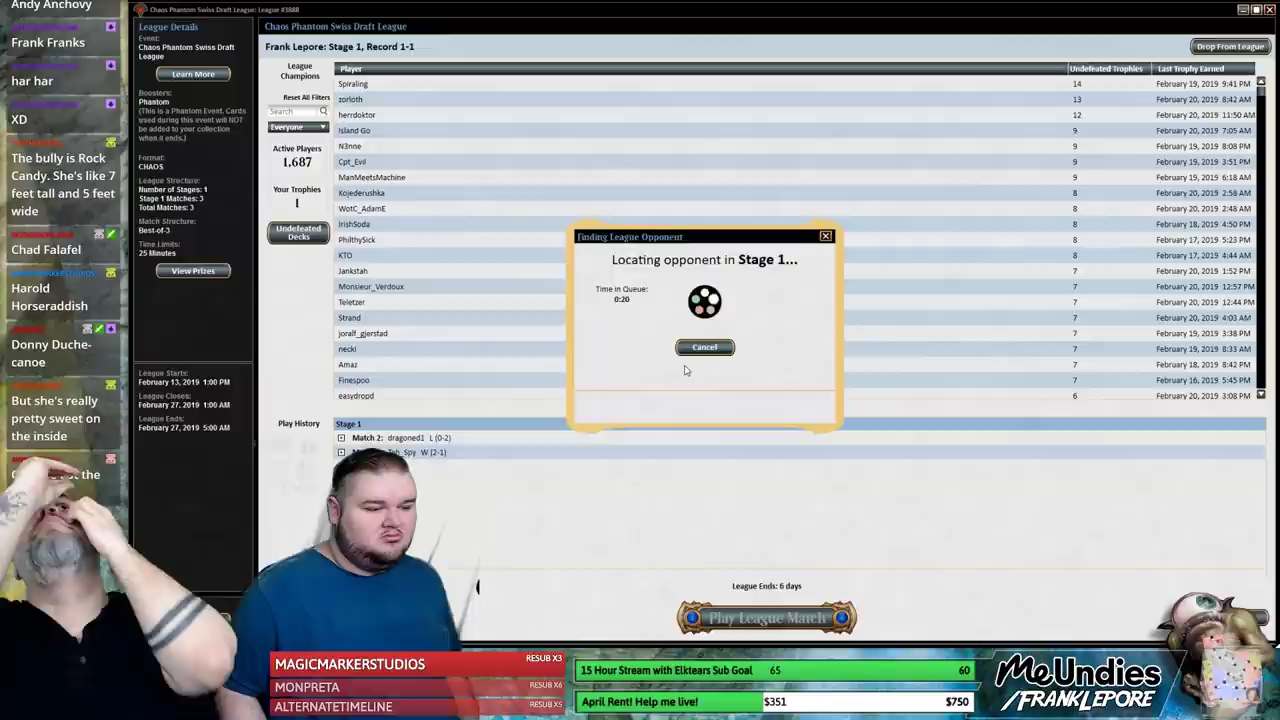 Andy Anchovy
Frank Franks
har har
XD
The bully is Rock
Candy. She's like 7
feet tall and 5 feet
wide
Chad Falafel
MAGICMARKERSTUDIOS
Harold
Horseraddish
Donny Duche-
canoe
But she's really
pretty sweet on
the inside
the
Chaos Phantom Swiss Draft League: League #3888
League Details
Event:
Chaos Phantom Swiss Draft
League
Learn More
Boosters:
Phantom
(This is a Phantom Event. Cards
used during this event will NOT
be added to your collection
when it ends.)
Format:
CHAOS
League Structure:
Number of Stages: 1
Stage 1 Matches: 3
Total Matches: 3
Match Structure:
Best-of-3
Time Limits:
25 Minutes
View Prizes
League Starts:
February 13, 2019 1:00 PM
League Closes:
February 27, 2019 1:00 AM
League Ends:
February 27, 2019 5:00 AM
Chaos Phantom Swiss Draft League
Frank Lepore: Stage 1, Record 1-1
Drop From League
League
Champions
Reset All Filters
Search
Everyone
Active Players
1,687
Your Trophies
1
Undefeated
Decks
Player Undefeated Trophies Last Trophy Earned
Spiraling 14 February 19, 2019 9:41 PM
zorloth 13 February 20, 2019 8:42 AM
herrdoktor 12 February 20, 2019 11:50 AM
Island Go 9 February 20, 2019 7:05 AM
N3nne 9 February 19, 2019 8:08 PM
Cpt_Evil 9 February 19, 2019 3:51 PM
ManMeetsMachine 9 February 19, 2019 6:18 AM
Kojederushka 8 February 20, 2019 2:58 AM
WotC_AdamE 8 February 20, 2019 2:48 AM
IrishSoda 8 February 18, 2019 4:50 PM
PhilthySick 8 February 17, 2019 5:23 PM
KTO 8 February 17, 2019 4:44 AM
Jankstah 7 February 20, 2019 1:52 PM
Monsieur_Verdoux 7 February 20, 2019 12:57 PM
Teletzer 7 February 20, 2019 12:44 PM
Strand 7 February 20, 2019 4:03 AM
joralf_gjerstad 7 February 19, 2019 3:38 PM
necki 7 February 19, 2019 8:33 AM
Amaz 7 February 18, 2019 8:42 PM
Finespoo 7 February 16, 2019 5:45 PM
easydropd 6 February 20, 2019 3:08 PM
Finding League Opponent
Locating opponent in Stage 1...
Time in Queue:
0:20
Cancel
Play History
Stage 1
Match 2: dragoned1 L (0-2)
Spy W (2-1)
League Ends: 6 days
Play League Match
MAGICMARKERSTUDIOS RESUB X3
MONPRETA RESUB X6
ALTERNATETIMELINE RESUB X5
15 Hour Stream with Elktears Sub Goal 65 60
April Rent! Help me live! $351 $750
MeUndies
/FRANKLEPORE